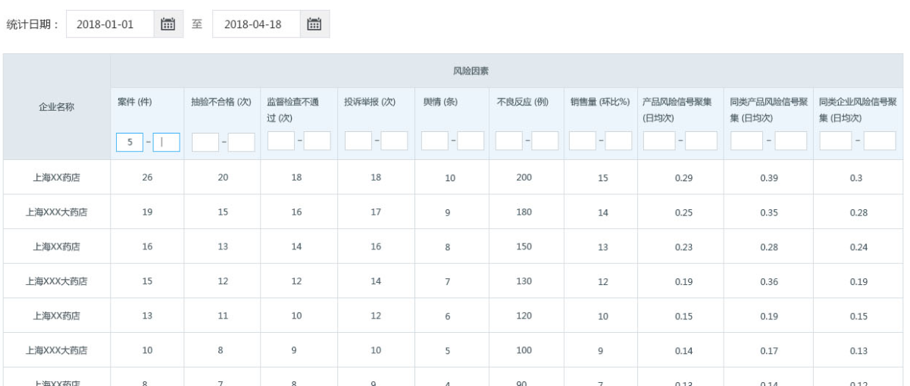 统计日期： 2018-01-01 至 2018-04-18
风险因素
企业名称 案件 (件) 抽验不合格 (次) 监督检查不通过 (次) 投诉举报 (次) 舆情 (条) 不良反应 (例) 销售量 (环比%) 产品风险信号聚集 (日均次) 同类产品风险信号聚集 (日均次) 同类企业风险信号聚集 (日均次)
5 – – – – – – – – – –
上海XX药店 26 20 18 18 10 200 15 0.29 0.39 0.3
上海XXX大药店 19 15 16 17 9 180 14 0.25 0.35 0.28
上海XX药店 16 13 14 16 8 150 13 0.23 0.28 0.24
上海XXX大药店 15 12 12 14 7 130 12 0.19 0.36 0.19
上海XX药店 13 11 10 12 6 120 10 0.15 0.19 0.15
上海XXX大药店 10 8 9 10 5 100 9 0.14 0.17 0.13
上海XX药店 8 7 8 9 4 90 7 0.13 0.14 0.12